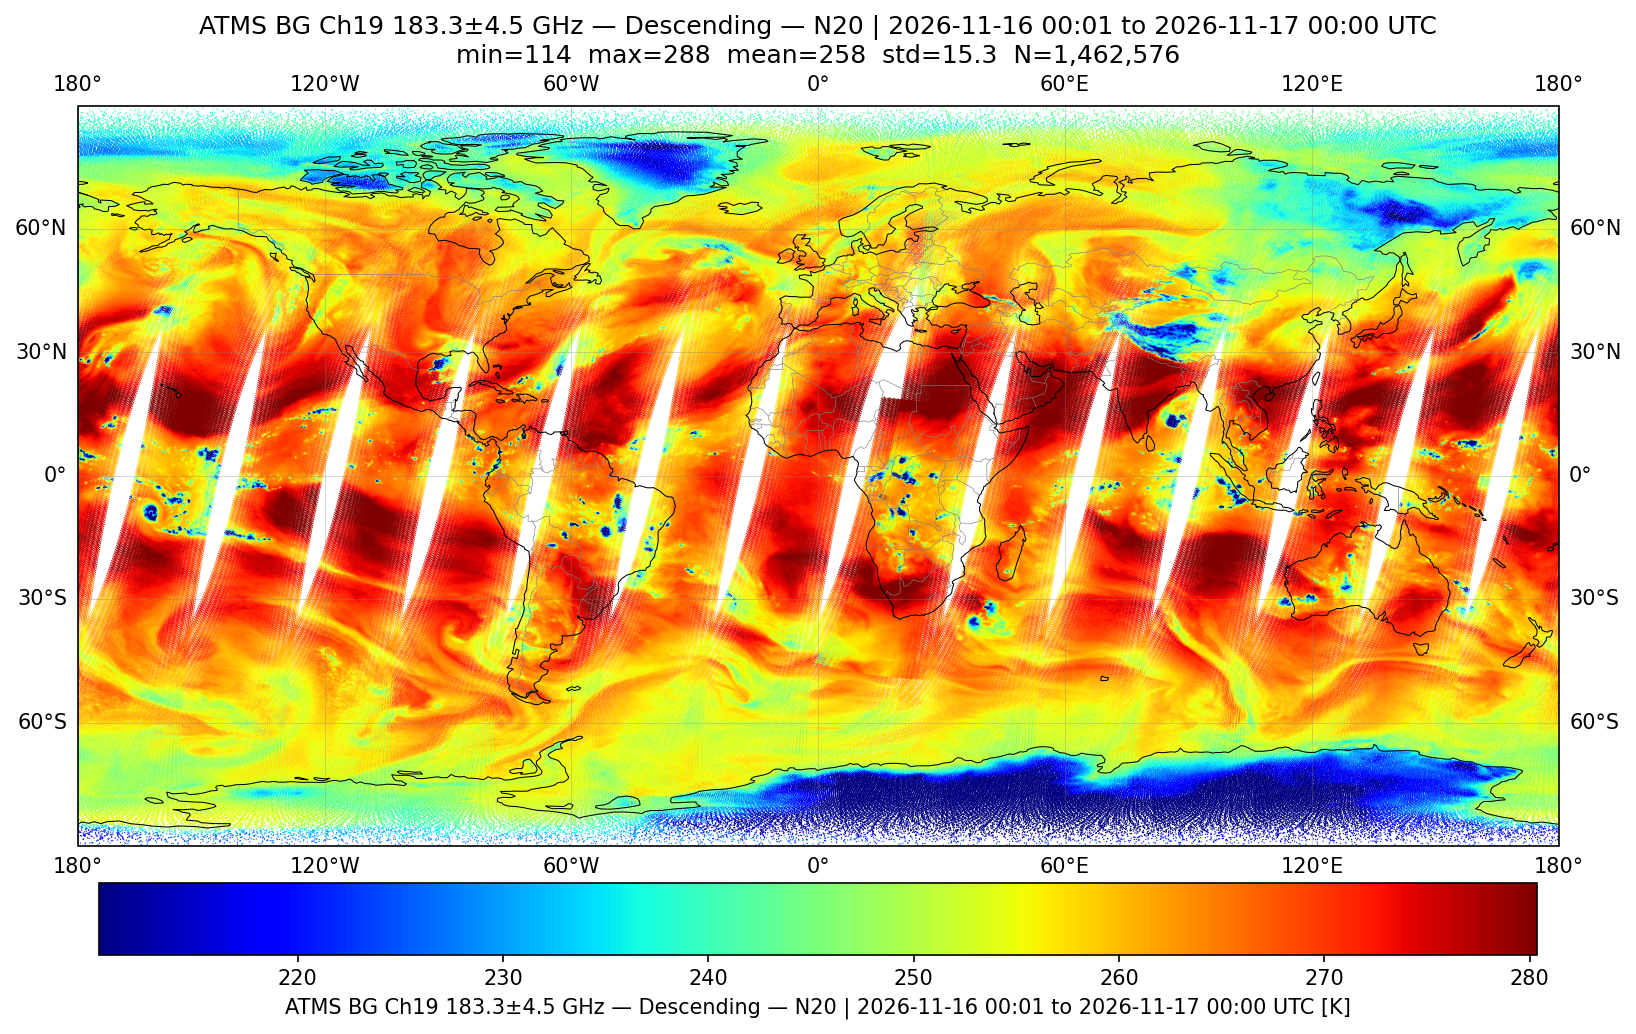 ATMS BG Ch19 183.3±4.5 GHz — Descending — N20 | 2026-11-16 00:01 to 2026-11-17 00:00 UTC
min=114  max=288  mean=258  std=15.3  N=1,462,576
180° 120°W 60°W 0° 60°E 120°E 180°
60°N 60°N
30°N 30°N
0° 0°
30°S 30°S
60°S 60°S
180° 120°W 60°W 0° 60°E 120°E 180°
220 230 240 250 260 270 280
ATMS BG Ch19 183.3±4.5 GHz — Descending — N20 | 2026-11-16 00:01 to 2026-11-17 00:00 UTC [K]